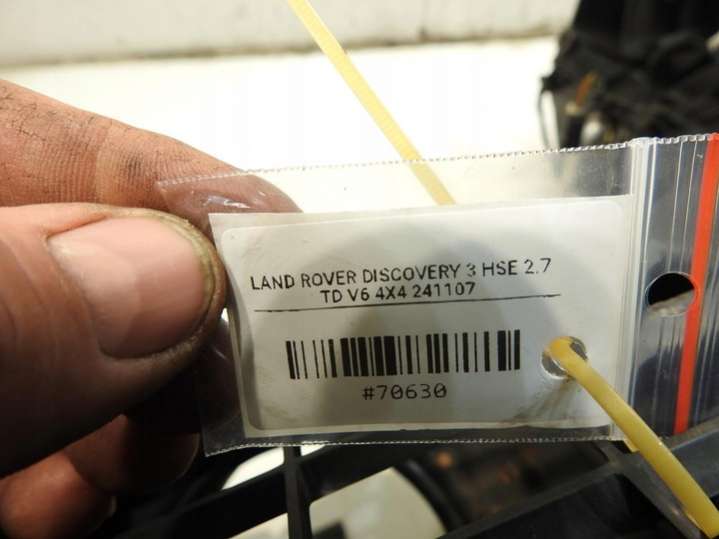 LAND ROVER DISCOVERY 3 HSE 2.7
TD V6 4X4 241107
#70630